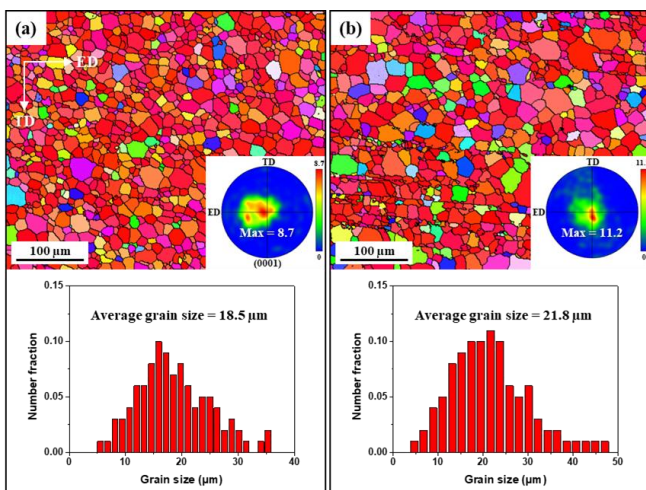 (a)
ED
TD
TD
8.7
ED
Max = 8.7
0
(0001)
100 μm
0.15
0.10
0.05
0.00
Number fraction
Average grain size = 18.5 μm
0
10
20
30
40
Grain size (μm)
(b)
TD
11.
ED
Max = 11.2
0
100 μm
0.15
0.10
0.05
0.00
Number fraction
Average grain size = 21.8 μm
0
10
20
30
40
50
Grain size (μm)